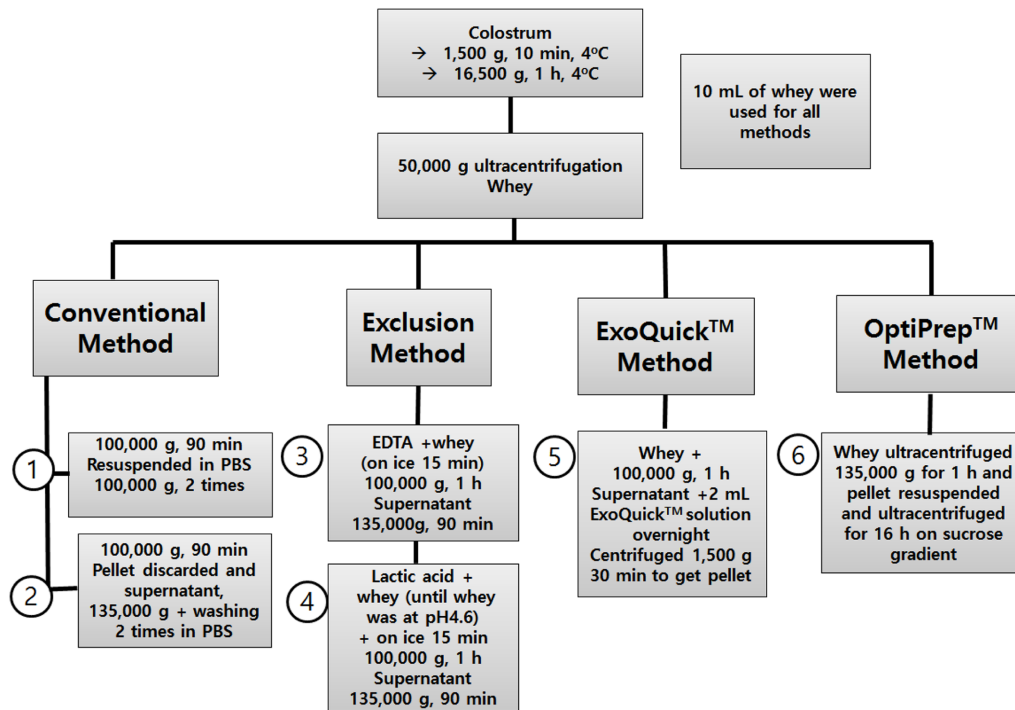 Colostrum
→ 1,500 g, 10 min, 4ºC
→ 16,500 g, 1 h, 4ºC
10 mL of whey were
used for all
methods
50,000 g ultracentrifugation
Whey
Conventional
Method
Exclusion
Method
ExoQuick™
Method
OptiPrep™
Method
1
100,000 g, 90 min
Resuspended in PBS
100,000 g, 2 times
2
100,000 g, 90 min
Pellet discarded and
supernatant,
135,000 g + washing
2 times in PBS
3
EDTA +whey
(on ice 15 min)
100,000 g, 1 h
Supernatant
135,000g, 90 min
4
Lactic acid +
whey (until whey
was at pH4.6)
+ on ice 15 min
100,000 g, 1 h
Supernatant
135,000 g, 90 min
5
Whey +
100,000 g, 1 h
Supernatant +2 mL
ExoQuick™ solution
overnight
Centrifuged 1,500 g
30 min to get pellet
6
Whey ultracentrifuged
135,000 g for 1 h and
pellet resuspended
and ultracentrifuged
for 16 h on sucrose
gradient